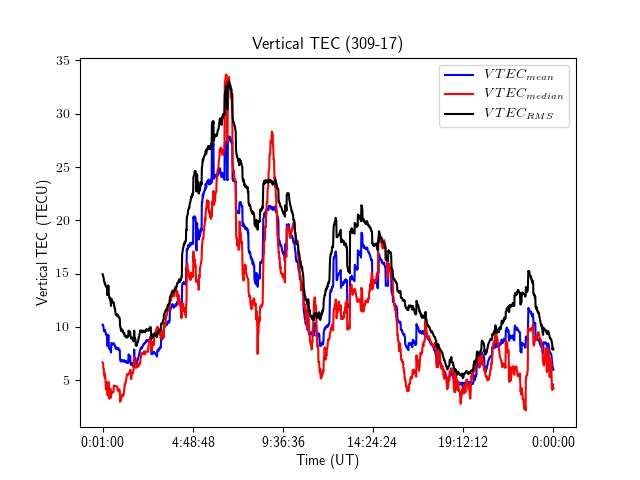 Vertical TEC (309-17)
VTEC_mean
VTEC_median
VTEC_RMS
Vertical TEC (TECU)
35
30
25
20
15
10
5
0:01:00 4:48:48 9:36:36 14:24:24 19:12:12 0:00:00
Time (UT)